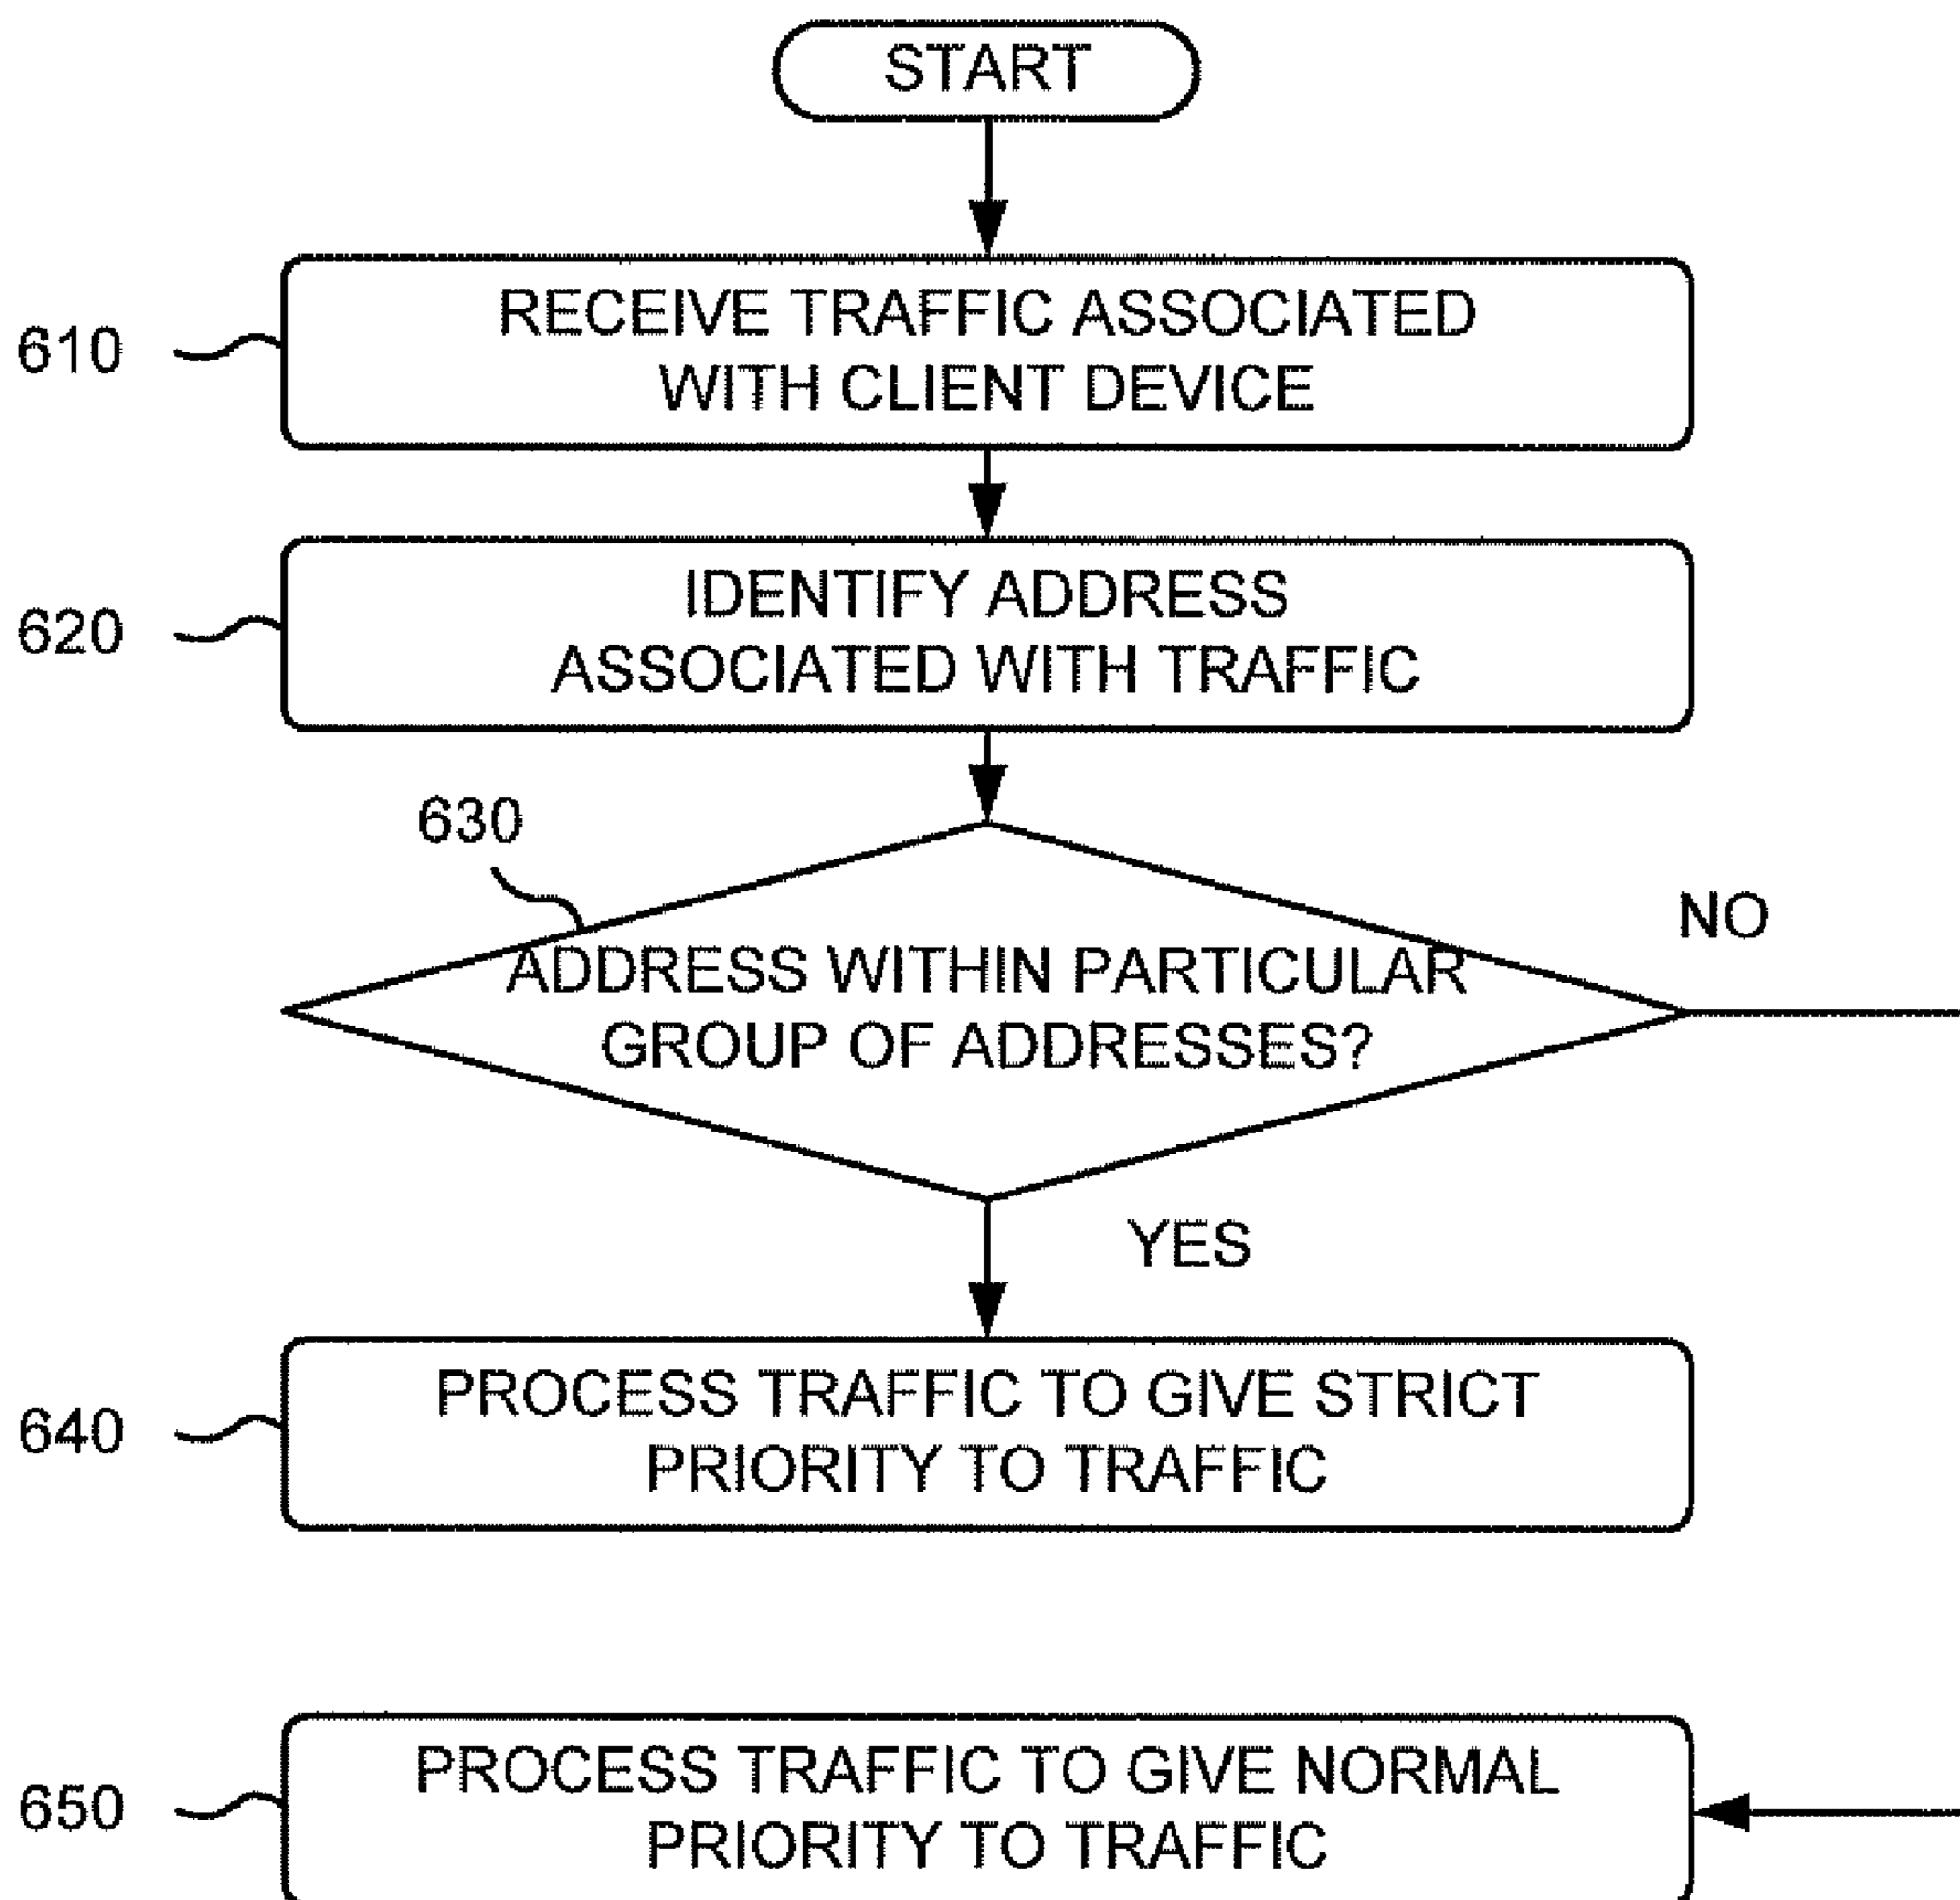 START
610
RECEIVE TRAFFIC ASSOCIATED
WITH CLIENT DEVICE
620
IDENTIFY ADDRESS
ASSOCIATED WITH TRAFFIC
630
NO
ADDRESS WITHIN PARTICULAR
GROUP OF ADDRESSES?
YES
640
PROCESS TRAFFIC TO GIVE STRICT
PRIORITY TO TRAFFIC
650
PROCESS TRAFFIC TO GIVE NORMAL
PRIORITY TO TRAFFIC